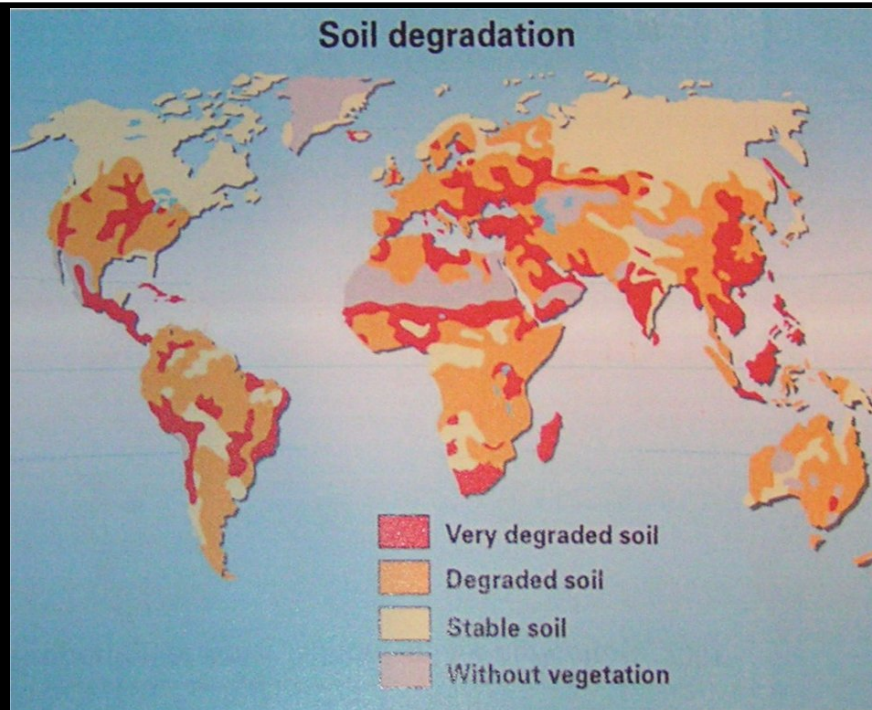 Soil degradation
Very degraded soil
Degraded soil
Stable soil
Without vegetation